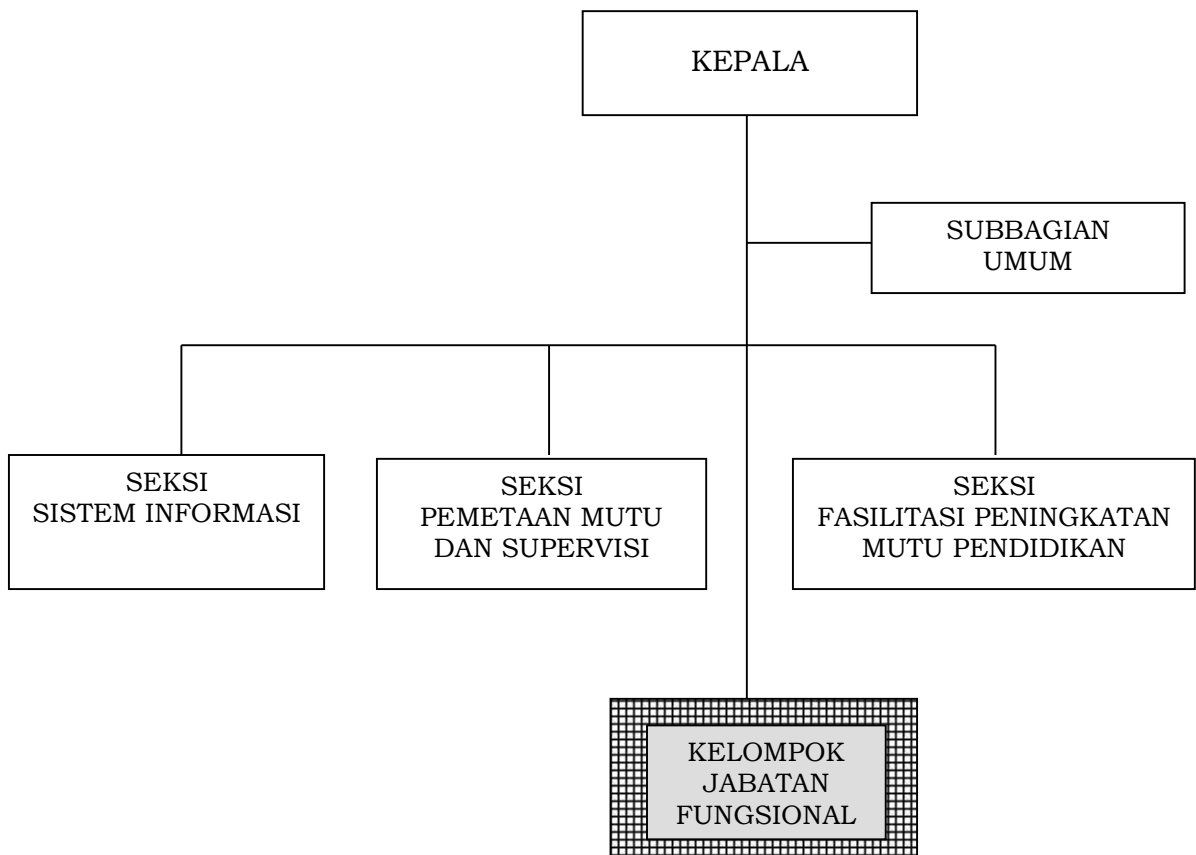 KEPALA
SUBBAGIAN
UMUM
SEKSI
SISTEM INFORMASI
SEKSI
PEMETAAN MUTU
DAN SUPERVISI
SEKSI
FASILITASI PENINGKATAN
MUTU PENDIDIKAN
KELOMPOK
JABATAN
FUNGSIONAL